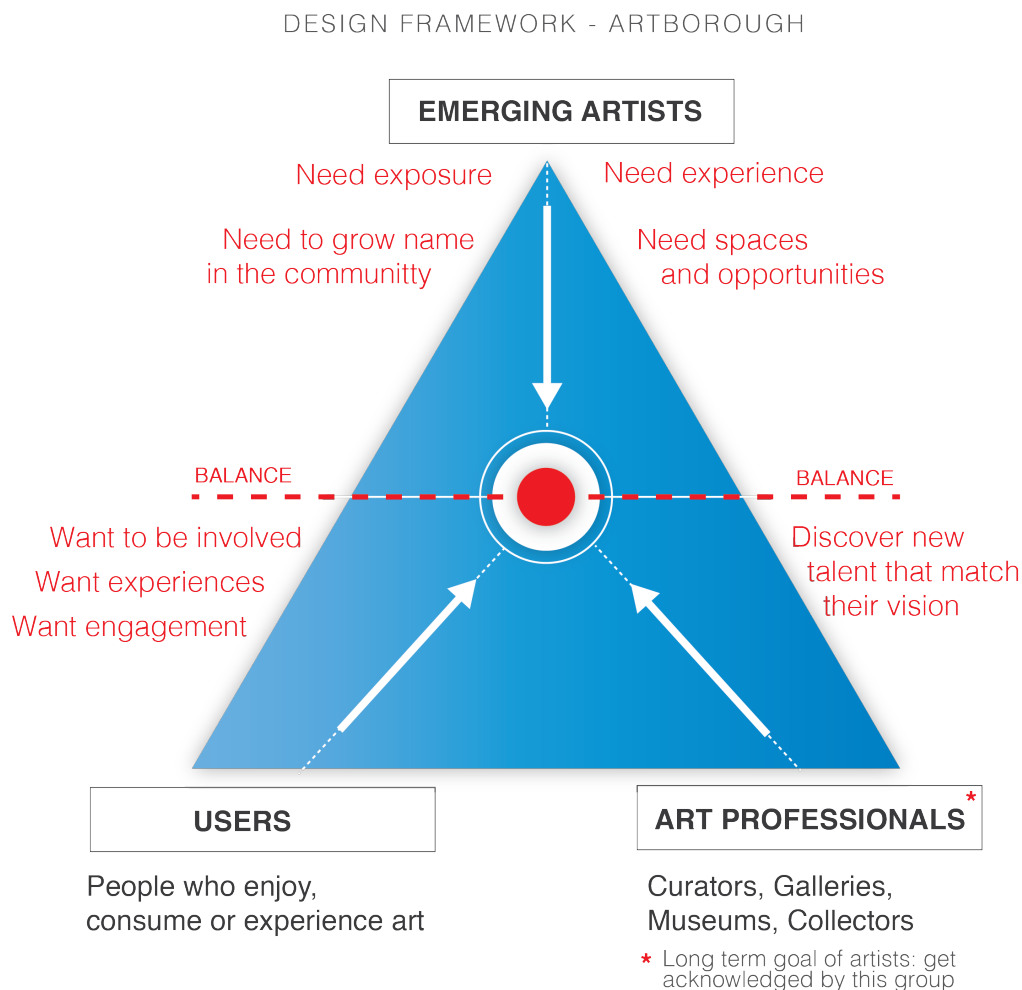 DESIGN FRAMEWORK - ARTBOROUGH
EMERGING ARTISTS
Need exposure
Need experience
Need to grow name
in the communitty
Need spaces
and opportunities
BALANCE
BALANCE
Want to be involved
Want experiences
Want engagement
Discover new
talent that match
their vision
USERS
ART PROFESSIONALS*
People who enjoy,
consume or experience art
Curators, Galleries,
Museums, Collectors
* Long term goal of artists: get
acknowledged by this group